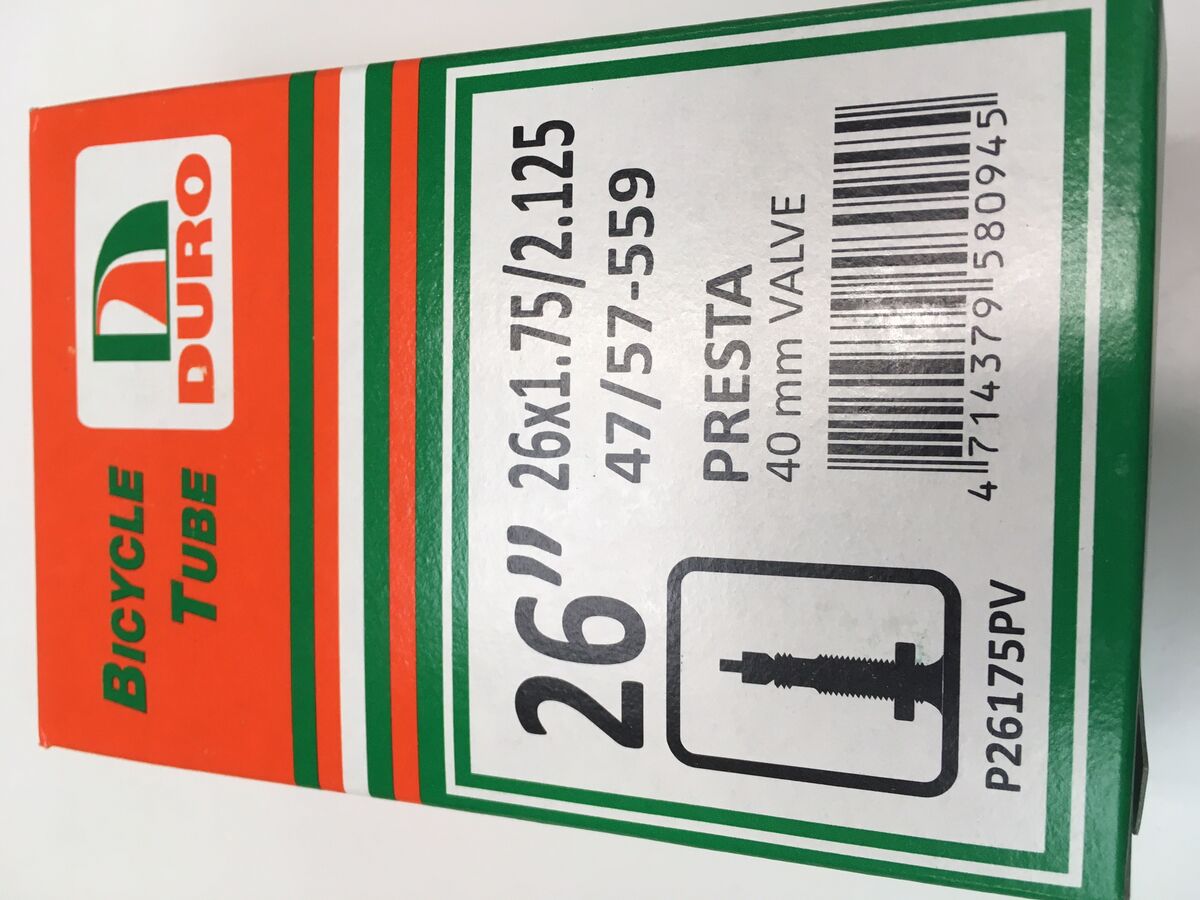 BICYCLE
TUBE
DURO
26” 26x1.75/2.125
47/57-559
PRESTA
40 mm VALVE
4 714379 580945
P26175PV